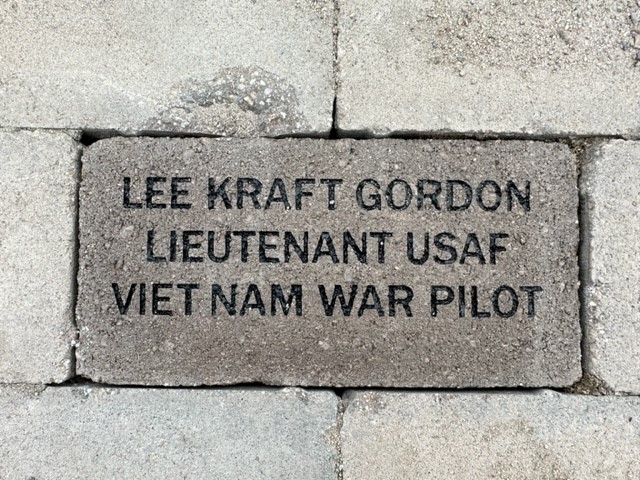 LEE KRAFT GORDON
LIEUTENANT USAF
VIET NAM WAR PILOT